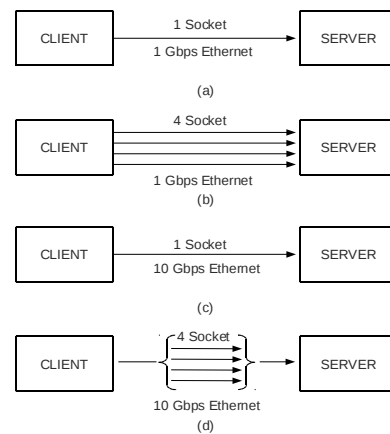 1 Socket
CLIENT
SERVER
1 Gbps Ethernet
(a)
4 Socket
CLIENT
SERVER
1 Gbps Ethernet
(b)
1 Socket
CLIENT
SERVER
10 Gbps Ethernet
(c)
4 Socket
CLIENT
SERVER
10 Gbps Ethernet
(d)